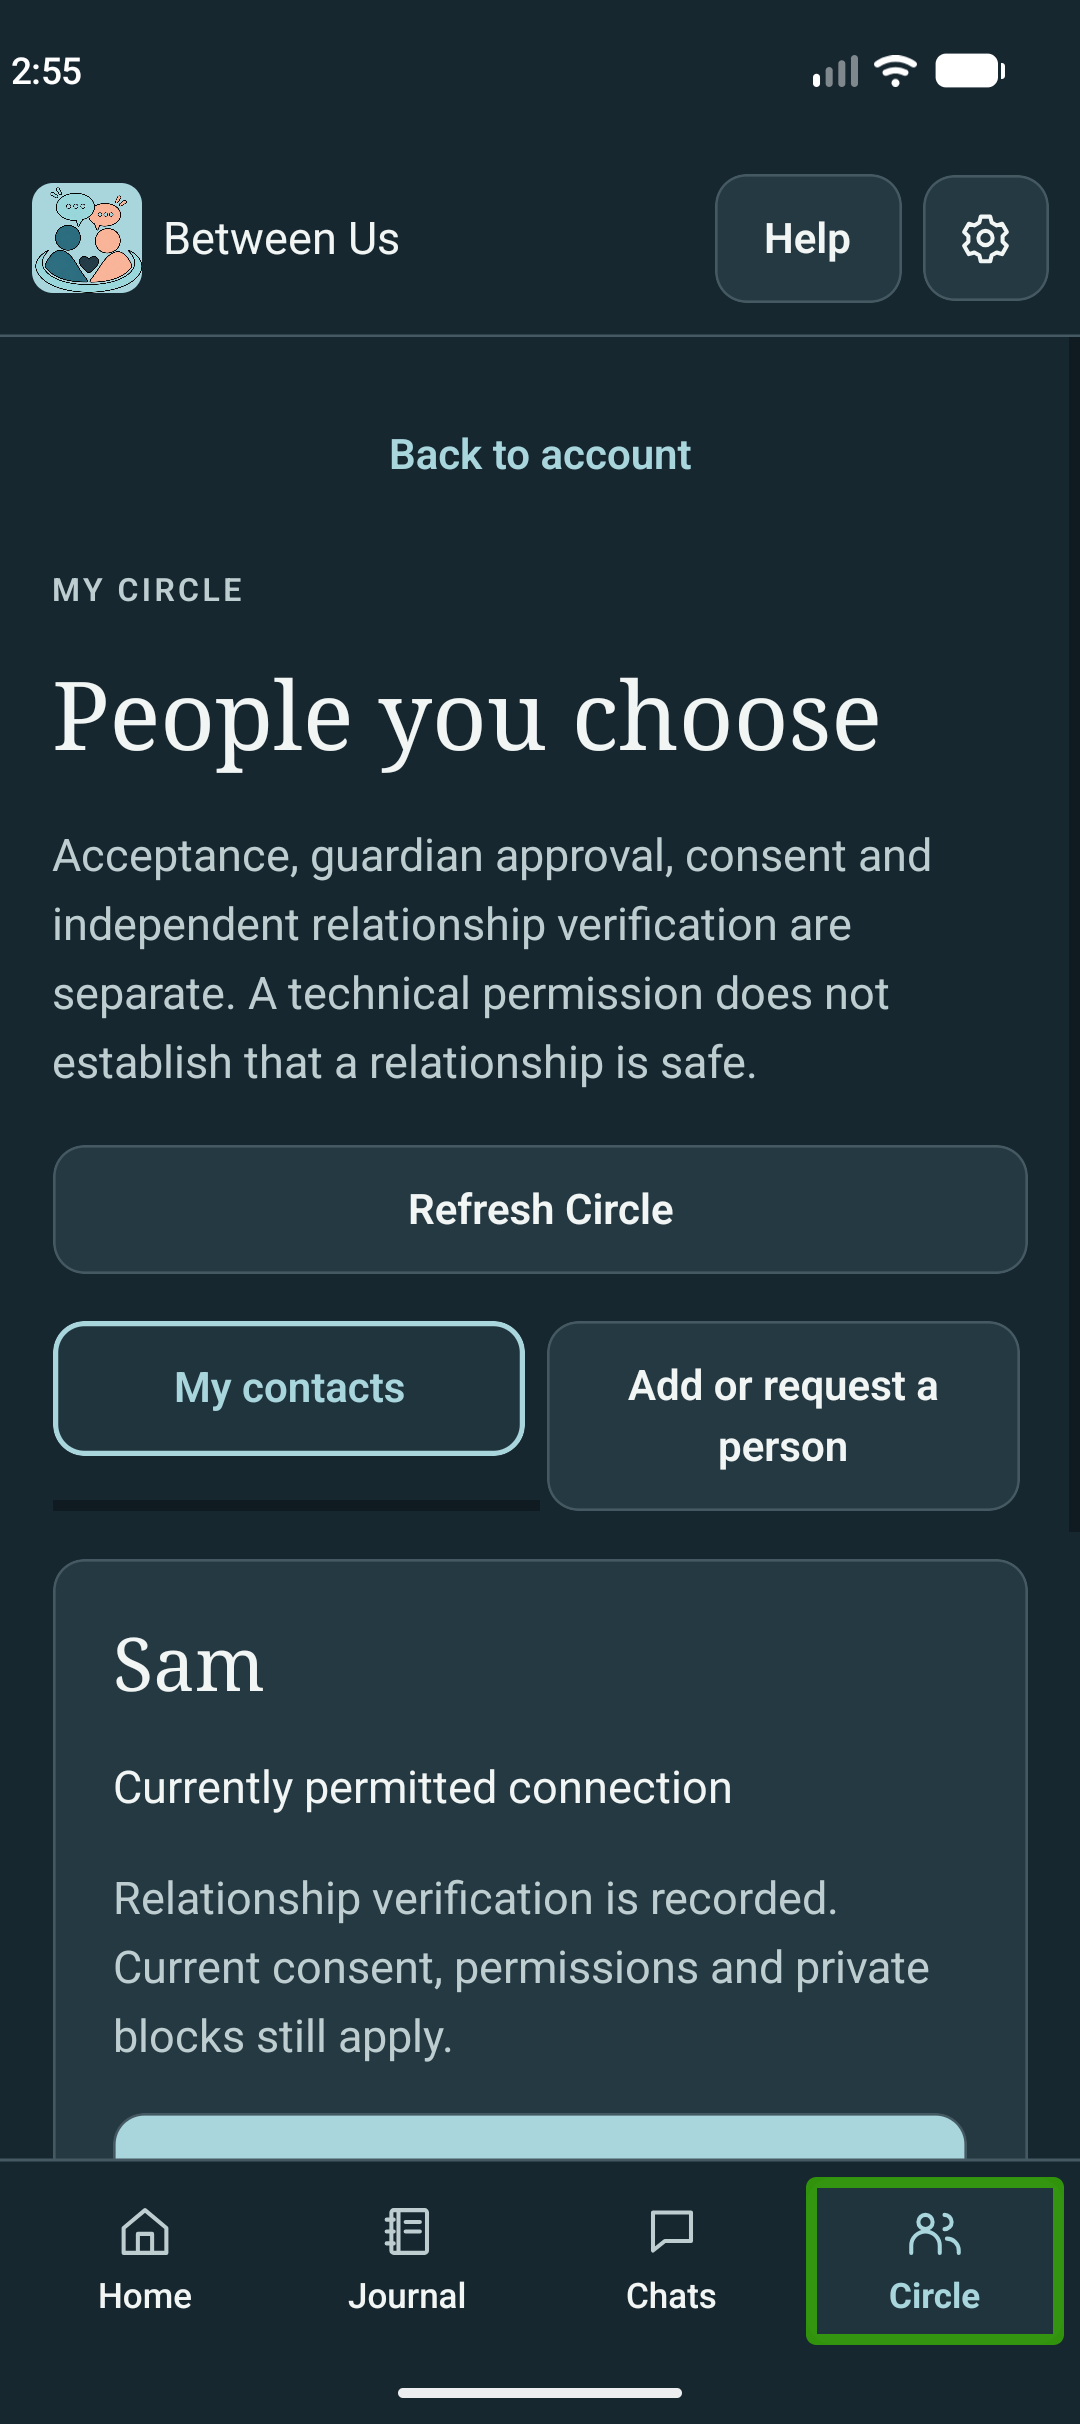 2:55
Between Us
Help
Back to account
MY CIRCLE
People you choose
Acceptance, guardian approval, consent and
independent relationship verification are
separate. A technical permission does not
establish that a relationship is safe.
Refresh Circle
My contacts
Add or request a
person
Sam
Currently permitted connection
Relationship verification is recorded.
Current consent, permissions and private
blocks still apply.
Home
Journal
Chats
Circle